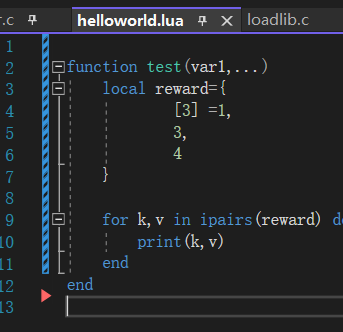 r.c helloworld.lua loadlib.c
1
2 function test(var1,...)
3 local reward={
4 [3] =1,
5 3,
6 4
7 }
8
9 for k,v in ipairs(reward) d
10 print(k,v)
11 end
12 end
13